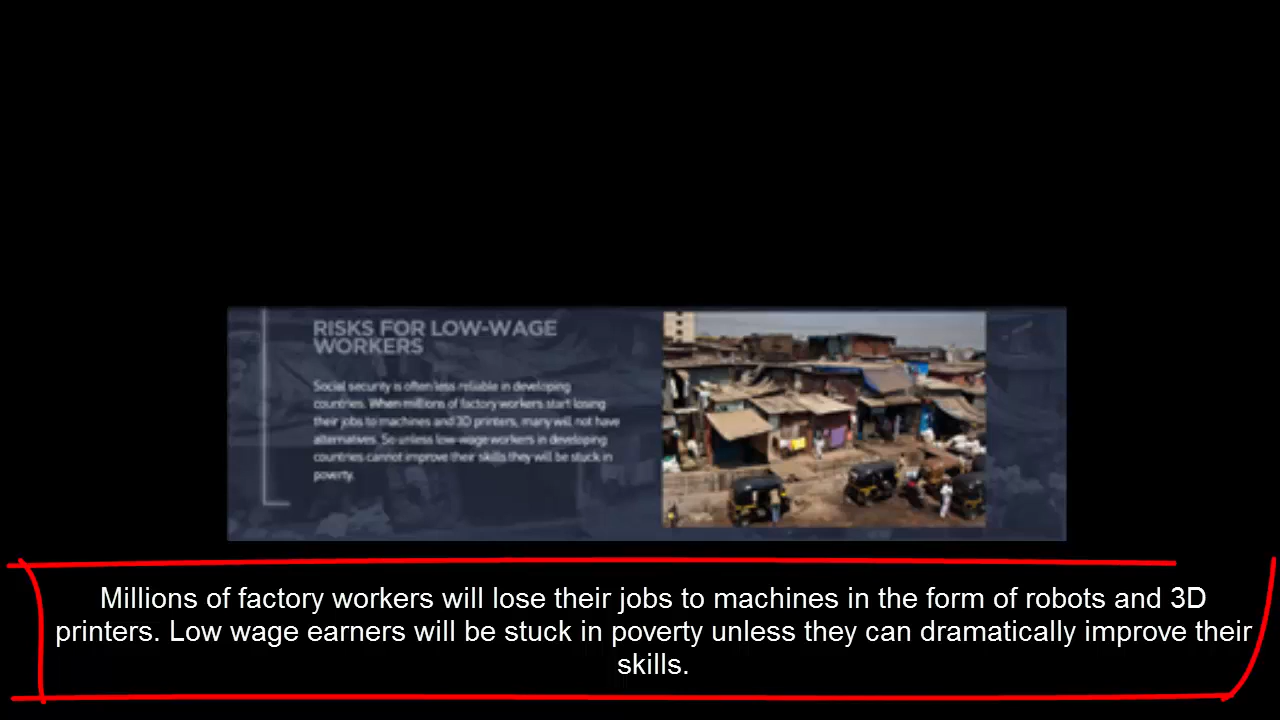 RISKS FOR LOW-WAGE
WORKERS
Social security is often less reliable in developing
countries. When millions of factory workers start losing
their jobs to machines and 3D printers, many will not have
alternatives. So unless low-wage workers in developing
countries cannot improve their skills they will be stuck in
poverty.
Millions of factory workers will lose their jobs to machines in the form of robots and 3D
printers. Low wage earners will be stuck in poverty unless they can dramatically improve their
skills.